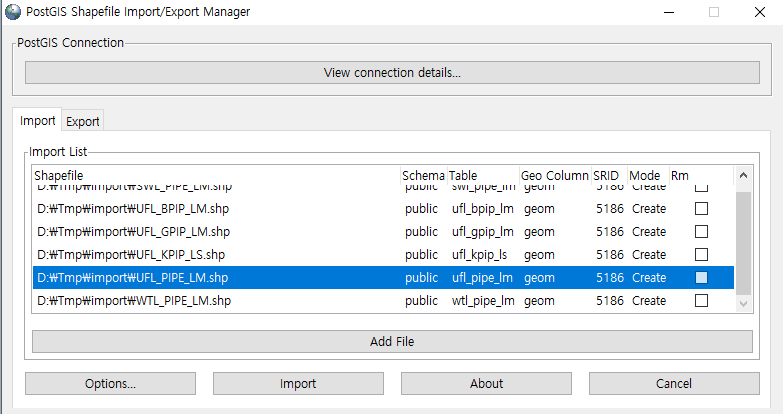 PostGIS Shapefile Import/Export Manager
PostGIS Connection
View connection details...
Import Export
Import List
Shapefile Schema Table Geo Column SRID Mode Rm
D:₩Tmp₩import₩SWL_PIPE_LM.shp public swl_pipe_lm geom 5186 Create
D:₩Tmp₩import₩UFL_BPIP_LM.shp public ufl_bpip_lm geom 5186 Create
D:₩Tmp₩import₩UFL_GPIP_LM.shp public ufl_gpip_lm geom 5186 Create
D:₩Tmp₩import₩UFL_KPIP_LS.shp public ufl_kpip_ls geom 5186 Create
D:₩Tmp₩import₩UFL_PIPE_LM.shp public ufl_pipe_lm geom 5186 Create
D:₩Tmp₩import₩WTL_PIPE_LM.shp public wtl_pipe_lm geom 5186 Create
Add File
Options... Import About Cancel